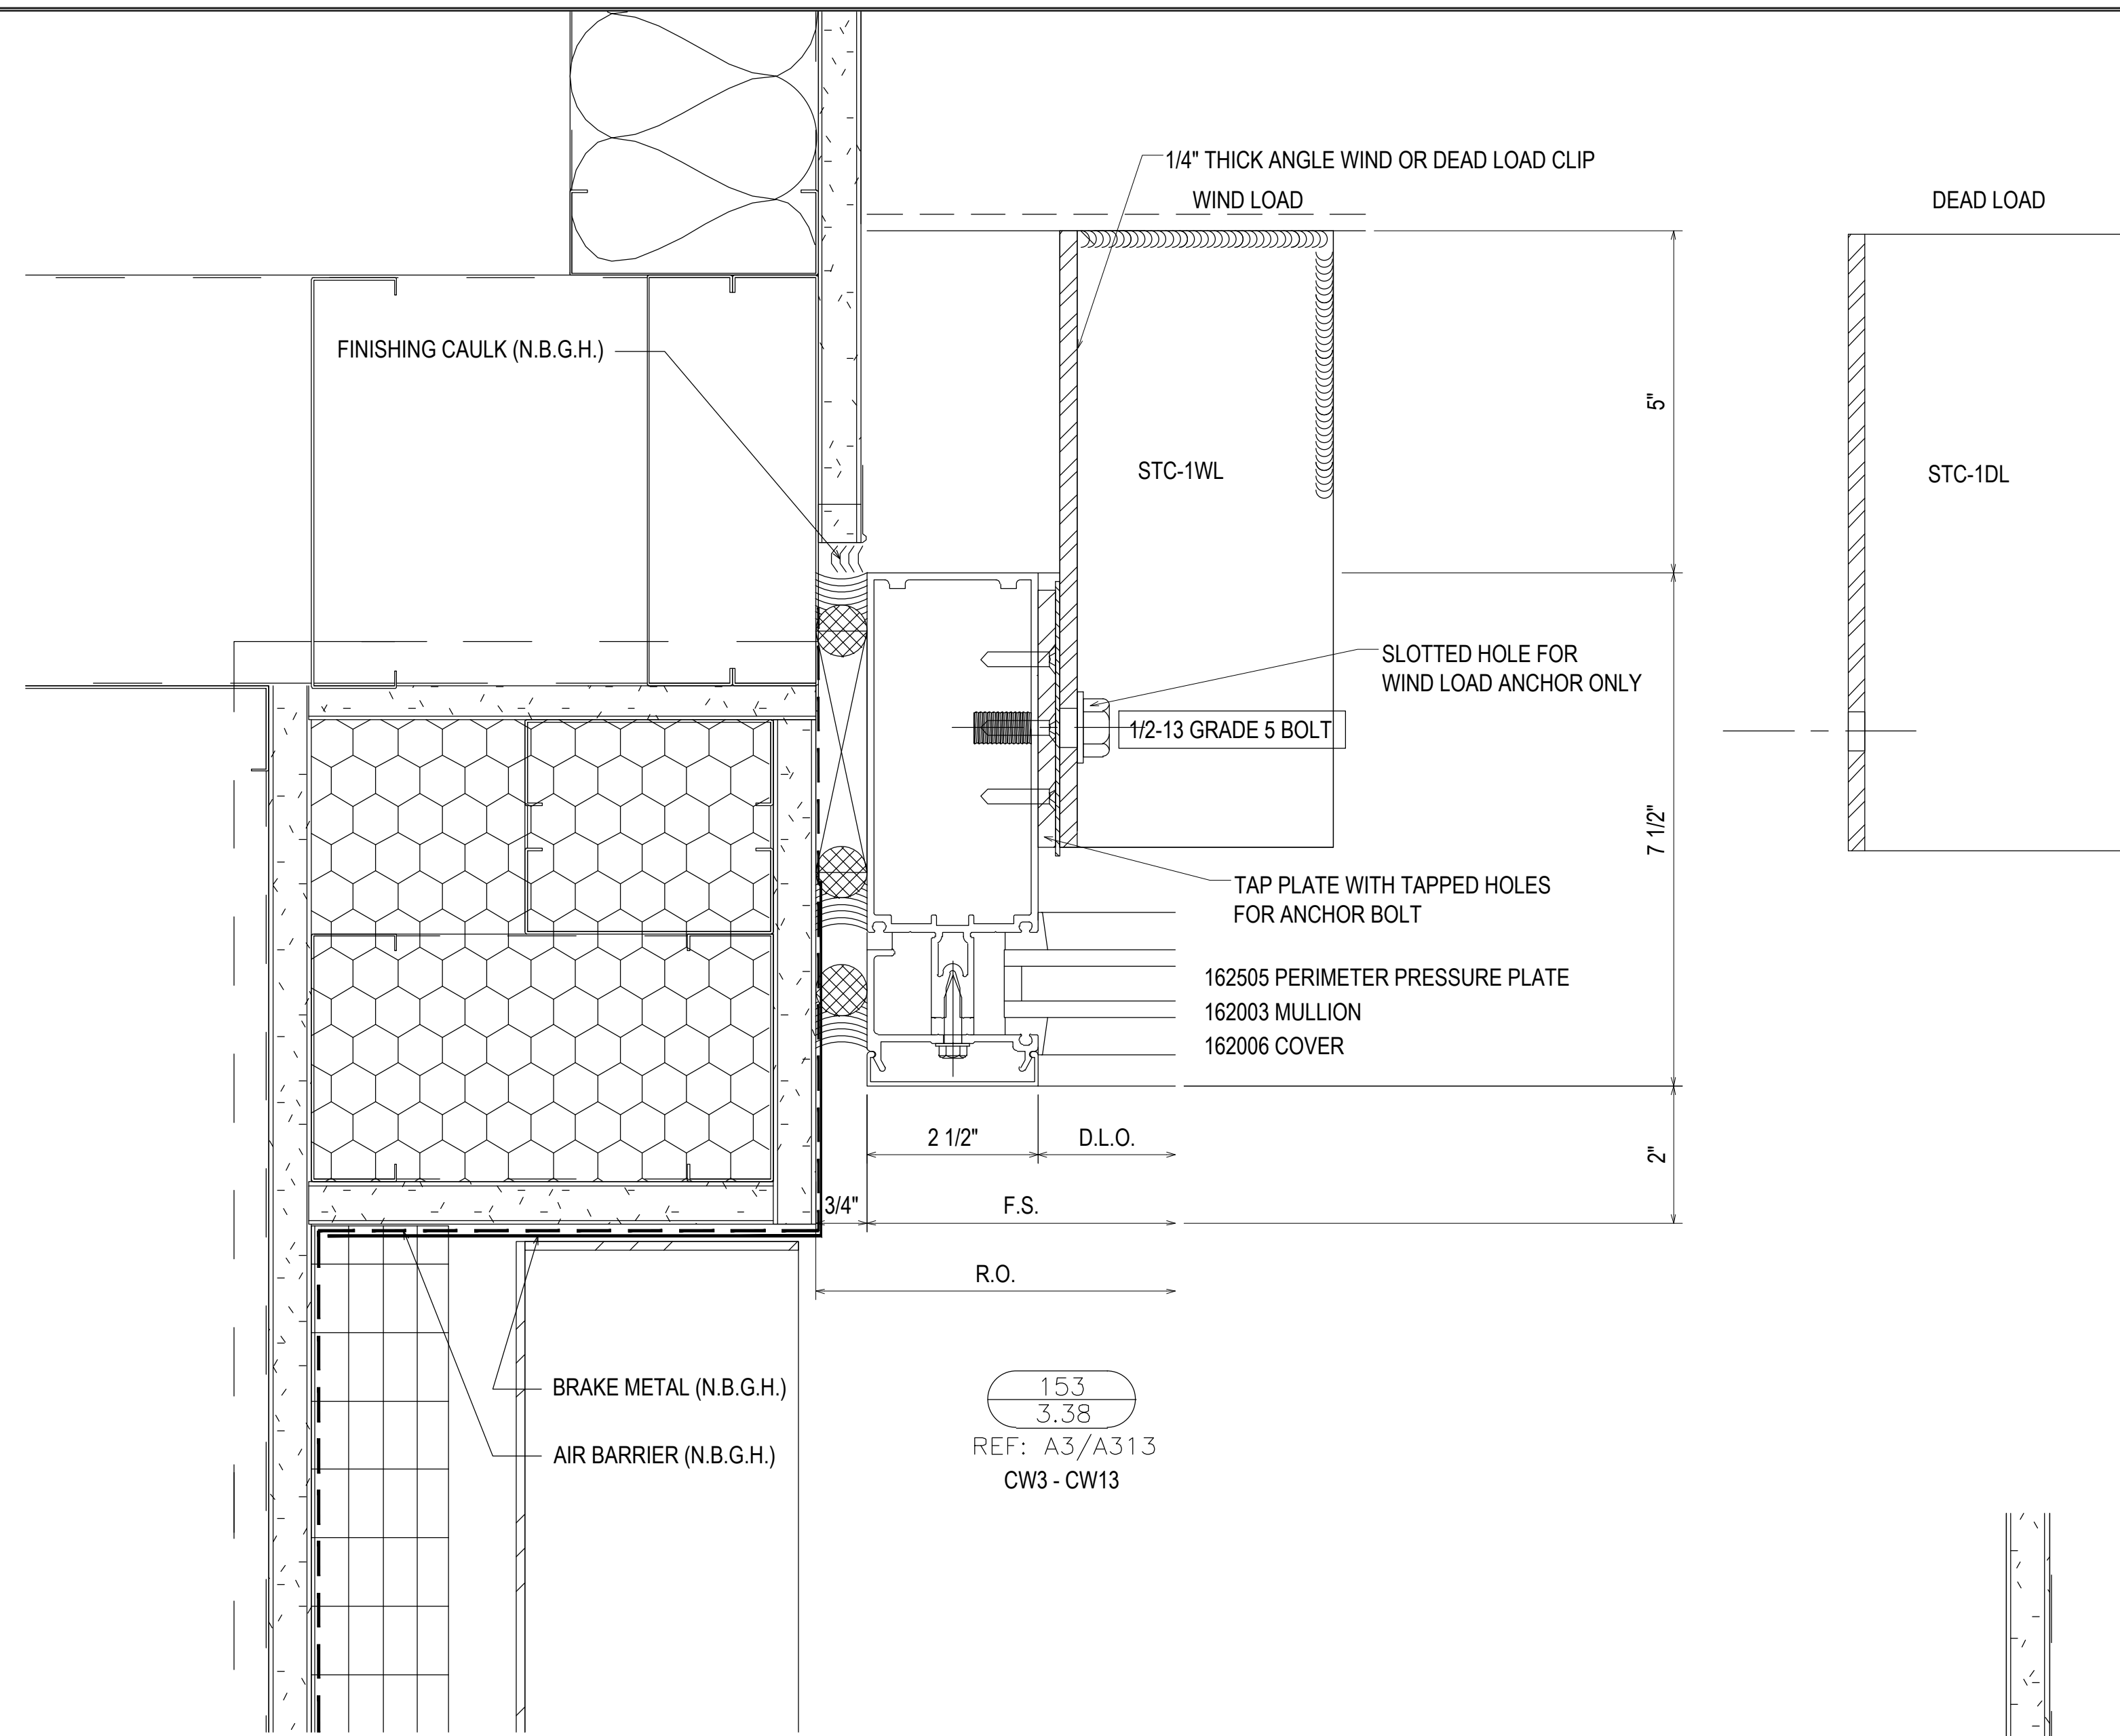 1/4" THICK ANGLE WIND OR DEAD LOAD CLIP
WIND LOAD
DEAD LOAD
FINISHING CAULK (N.B.G.H.)
5"
STC-1WL
STC-1DL
SLOTTED HOLE FOR
WIND LOAD ANCHOR ONLY
1/2-13 GRADE 5 BOLT
7 1/2"
TAP PLATE WITH TAPPED HOLES
FOR ANCHOR BOLT
162505 PERIMETER PRESSURE PLATE
162003 MULLION
162006 COVER
2 1/2"
D.L.O.
2"
3/4"
F.S.
R.O.
BRAKE METAL (N.B.G.H.)
AIR BARRIER (N.B.G.H.)
153
3.38
REF: A3/A313
CW3 - CW13